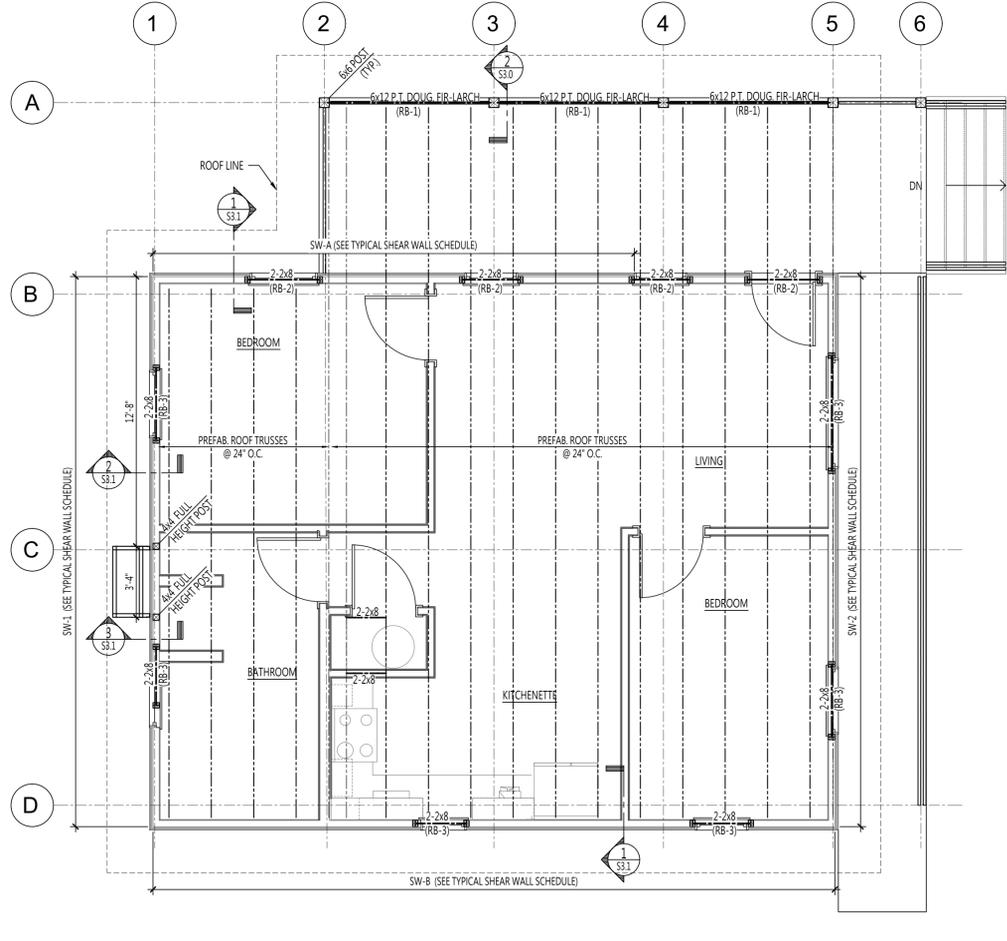 1 2 3 4 5 6
6x6 POST
(TYP.)
2
S3.0
A
6x12 P.T. DOUG. FIR-LARCH 6x12 P.T. DOUG. FIR-LARCH 6x12 P.T. DOUG. FIR-LARCH
(RB-1) (RB-1) (RB-1)
ROOF LINE
DN
1
S3.1
SW-A (SEE TYPICAL SHEAR WALL SCHEDULE)
2-2x8 2-2x8 2-2x8 2-2x8
(RB-2) (RB-2) (RB-2) (RB-2)
B
BEDROOM
12'-8"
2-2x8
(RB-3)
2-2x8
(RB-3)
PREFAB. ROOF TRUSSES
@ 24" O.C.
PREFAB. ROOF TRUSSES
@ 24" O.C.
LIVING
2
S3.1
SW-1 (SEE TYPICAL SHEAR WALL SCHEDULE)
SW-2 (SEE TYPICAL SHEAR WALL SCHEDULE)
4x4 FULL
HEIGHT POST
C
3'-4"
4x4 FULL
HEIGHT POST
BEDROOM
2-2x8
3
S3.1
2-2x8
(RB-3)
BATHROOM
2-2x8
KITCHENETTE
2-2x8
(RB-3)
D
2-2x8 2-2x8
(RB-3) (RB-3)
1
S3.1
SW-B (SEE TYPICAL SHEAR WALL SCHEDULE)